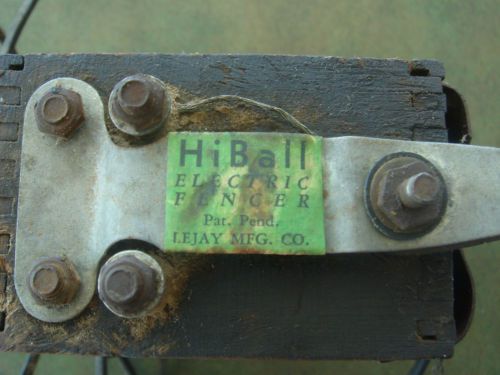 HiBall
ELECTRIC
FENCER
Pat. Pend.
LEJAY MFG. CO.